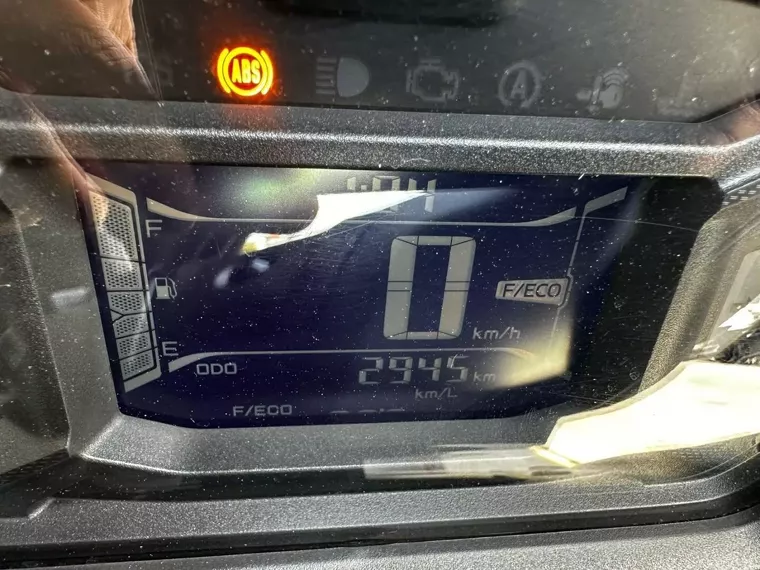 ABS
A
1:04
F
0
F/ECO
km/h
E
ODO
2945 km
km/L
F/ECO